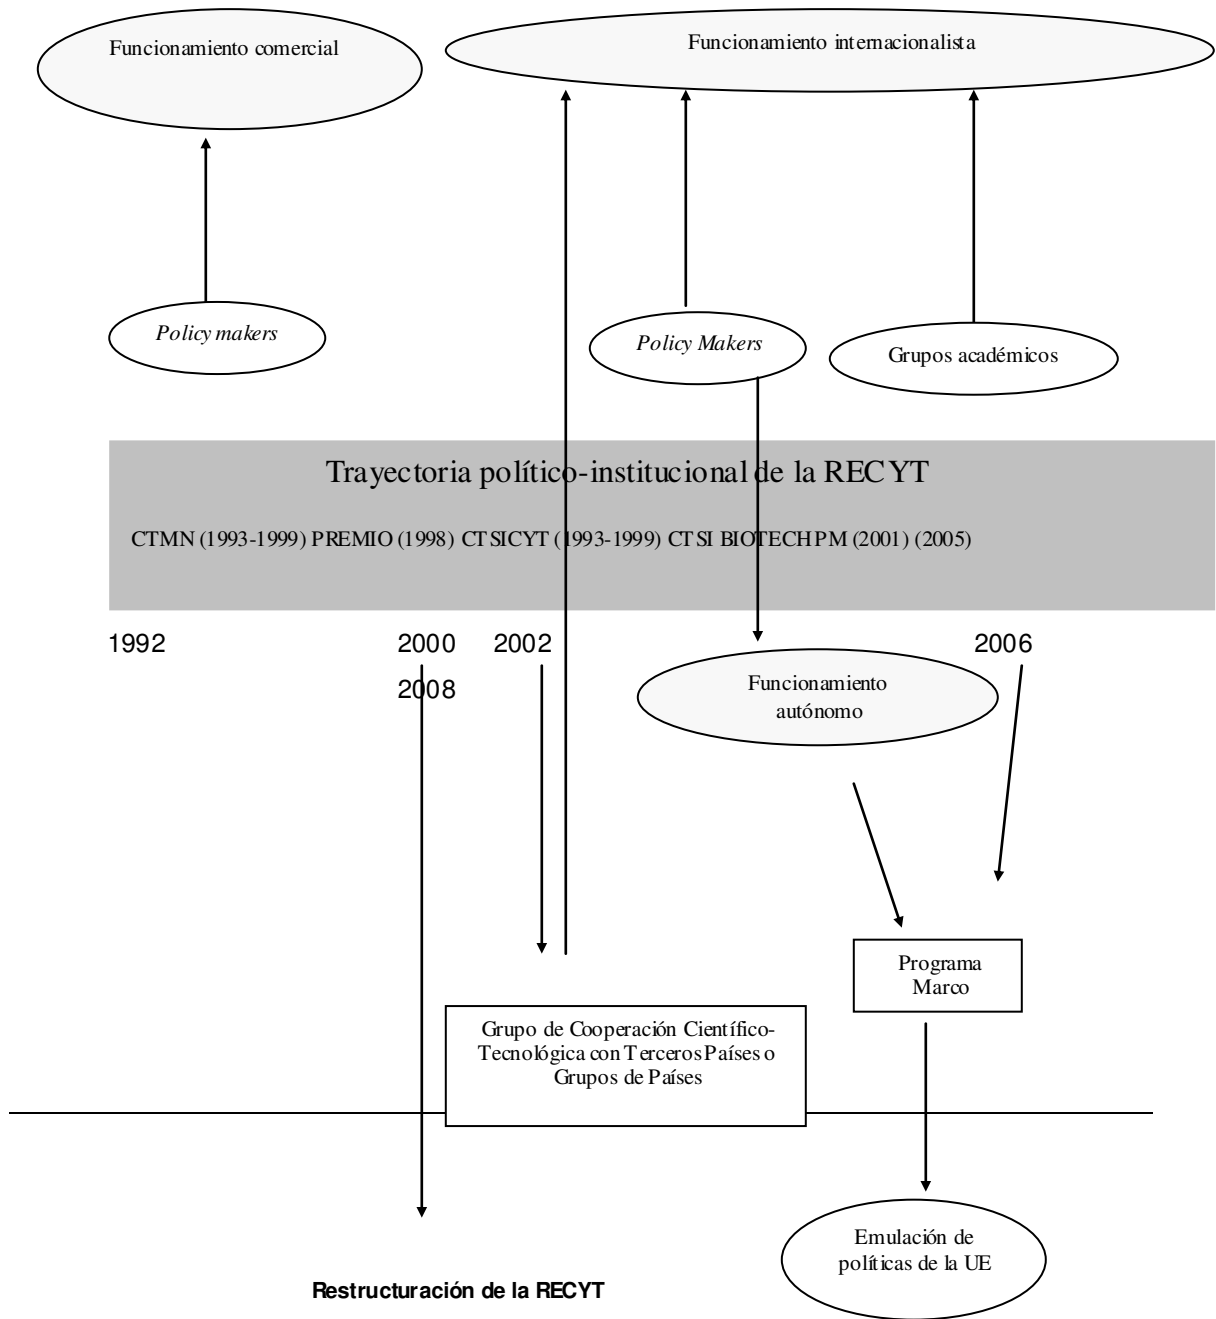 Funcionamiento comercial
Funcionamiento internacionalista
Policy makers
Policy Makers
Grupos académicos
Trayectoria político-institucional de la RECYT
CTMN (1993-1999) PREMIO (1998) CTSICYT (1993-1999) CTSI BIOTECHPM (2001) (2005)
1992
2000
2002
2006
2008
Funcionamiento
autónomo
Programa
Marco
Grupo de Cooperación Científico-
Tecnológica con Terceros Países o
Grupos de Países
Emulación de
políticas de la UE
Restructuración de la RECYT